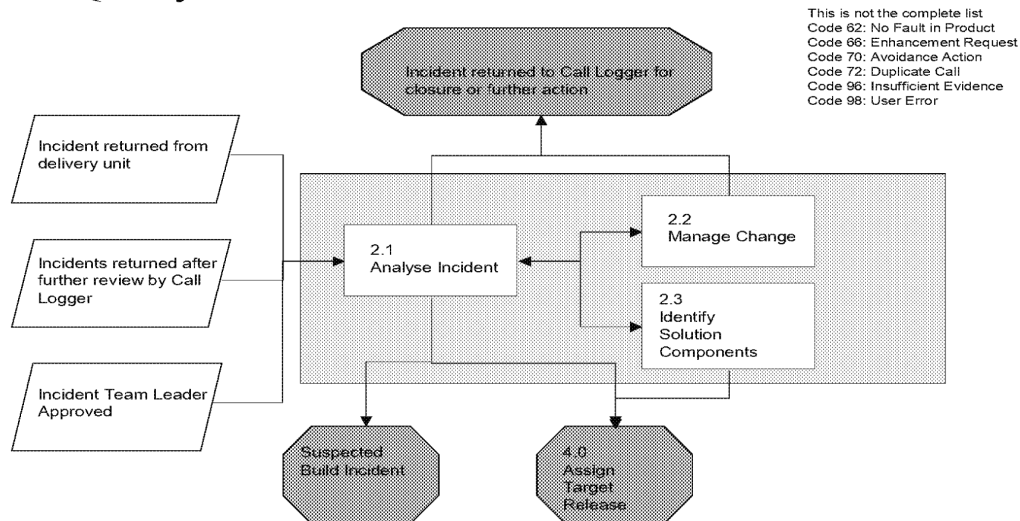 This is not the complete list
Code 62: No Fault in Product
Code 66: Enhancement Request
Code 70: Avoidance Action
Code 72: Duplicate Call
Code 96: Insufficient Evidence
Code 98: User Error
Incident returned to Call Logger for
closure or further action
Incident returned from
delivery unit
Incidents returned after
further review by Call
Logger
Incident Team Leader
Approved
2.1
Analyse Incident
2.2
Manage Change
2.3
Identify
Solution
Components
Suspected
Build Incident
4.0
Assign
Target
Release